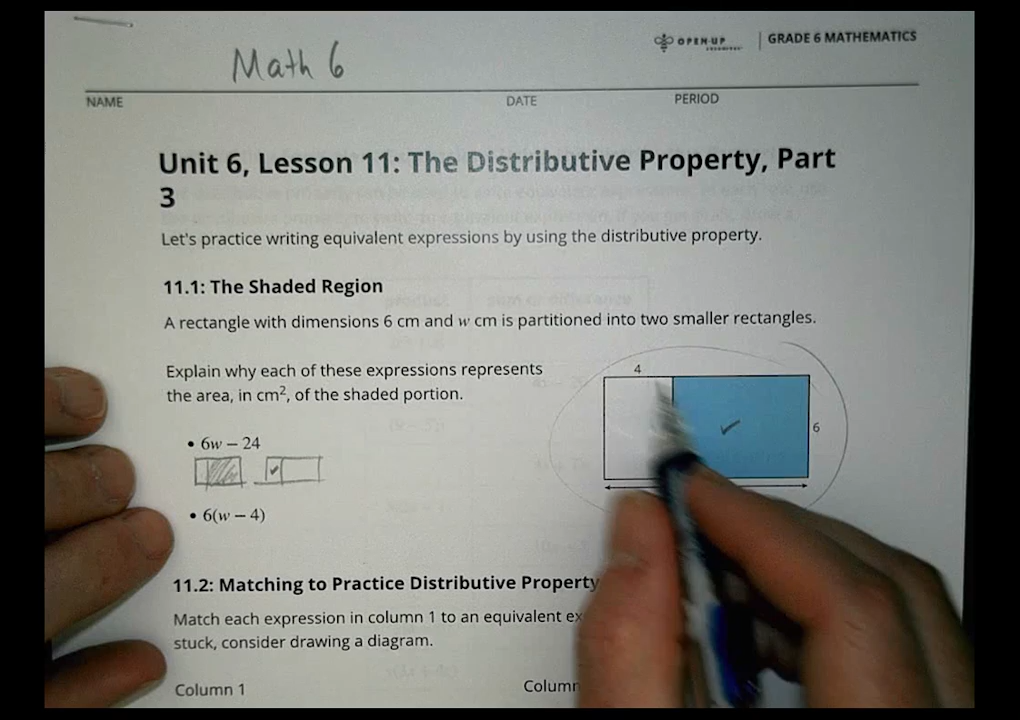 Math 6
OPEN-UP
GRADE 6 MATHEMATICS
NAME DATE PERIOD
Unit 6, Lesson 11: The Distributive Property, Part
3
Let's practice writing equivalent expressions by using the distributive property.
11.1: The Shaded Region
A rectangle with dimensions 6 cm and w cm is partitioned into two smaller rectangles.
Explain why each of these expressions represents
the area, in cm², of the shaded portion.
4
6
• 6w – 24
• 6(w – 4)
11.2: Matching to Practice Distributive Property
Match each expression in column 1 to an equivalent
stuck, consider drawing a diagram.
Column 1